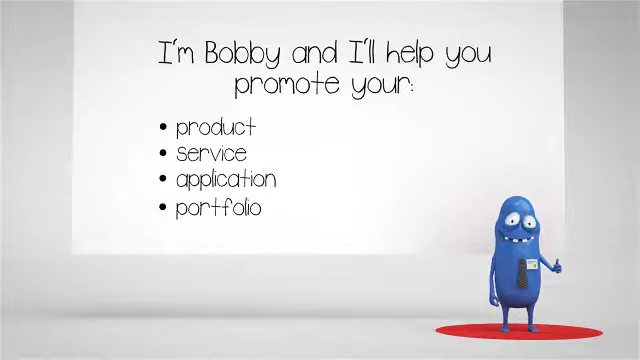 I'm Bobby and I'll help you
promote your:
• product
• service
• application
• portfolio